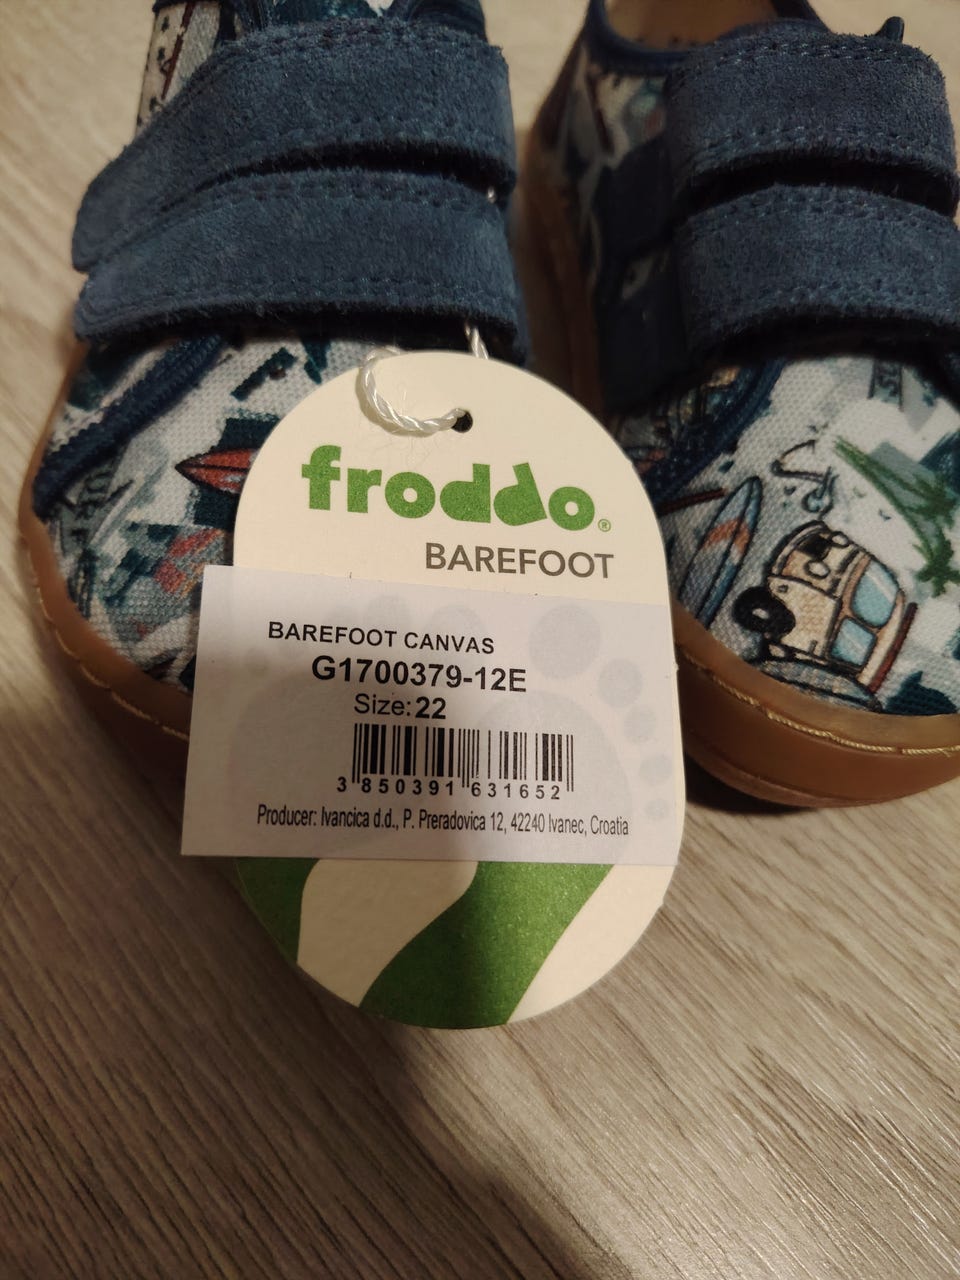 froddo®
BAREFOOT
BAREFOOT CANVAS
G1700379-12E
Size: 22
3 850391 631652
Producer: Ivancica d.d., P. Preradovica 12, 42240 Ivanec, Croatia